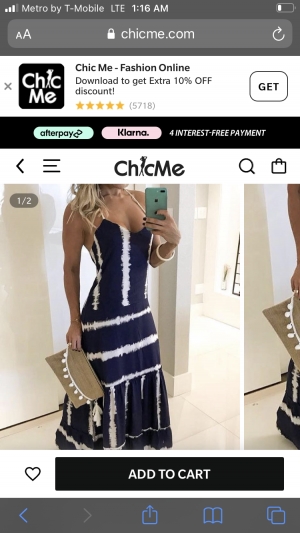 Metro by T-Mobile LTE 1:16 AM
AA chicme.com
Chic Me
Chic Me - Fashion Online
Download to get Extra 10% OFF
discount!
(5718)
GET
afterpay Klarna. 4 INTEREST-FREE PAYMENT
ChicMe
1/2
ADD TO CART